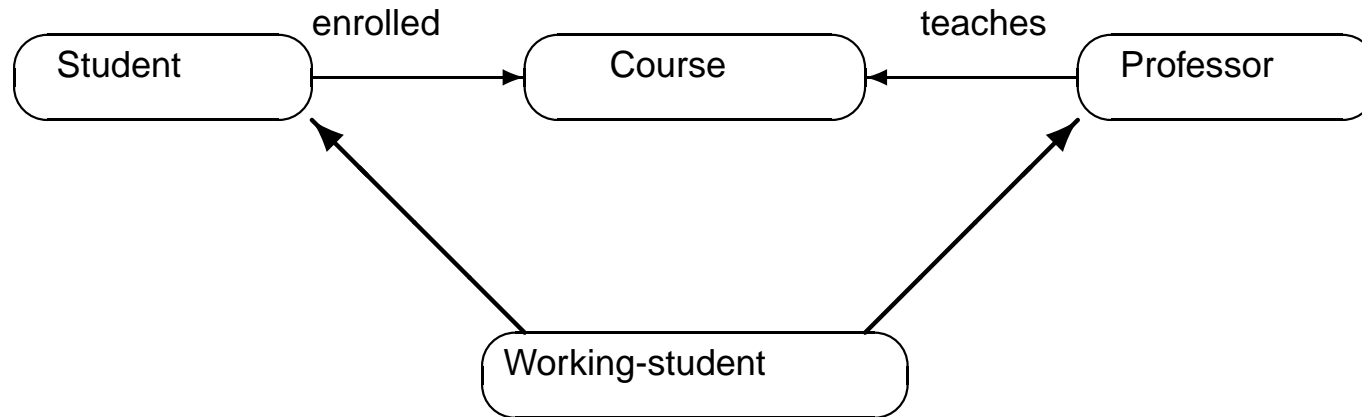 enrolled
teaches
Student
Course
Professor
Working-student